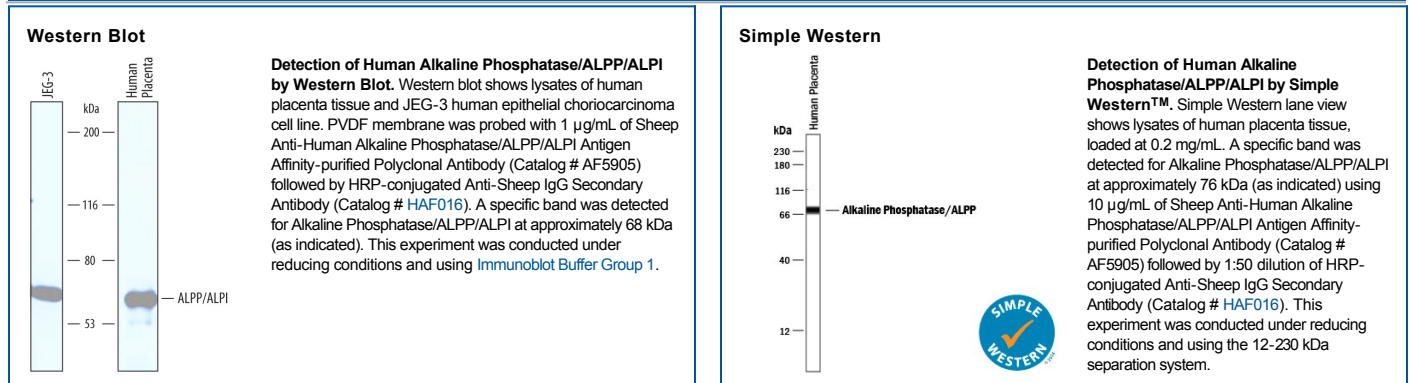 Western Blot
JEG-3
Human
Placenta
kDa
200
116
80
53
ALPP/ALPI
Detection of Human Alkaline Phosphatase/ALPP/ALPI
by Western Blot. Western blot shows lysates of human
placenta tissue and JEG-3 human epithelial choriocarcinoma
cell line. PVDF membrane was probed with 1 µg/mL of Sheep
Anti-Human Alkaline Phosphatase/ALPP/ALPI Antigen
Affinity-purified Polyclonal Antibody (Catalog # AF5905)
followed by HRP-conjugated Anti-Sheep IgG Secondary
Antibody (Catalog # HAF016). A specific band was detected
for Alkaline Phosphatase/ALPP/ALPI at approximately 68 kDa
(as indicated). This experiment was conducted under
reducing conditions and using Immunoblot Buffer Group 1.
Simple Western
Human Placenta
kDa
230
180
116
66
40
12
Alkaline Phosphatase/ALPP
SIMPLE
WESTERN
Detection of Human Alkaline
Phosphatase/ALPP/ALPI by Simple
Western™. Simple Western lane view
shows lysates of human placenta tissue,
loaded at 0.2 mg/mL. A specific band was
detected for Alkaline Phosphatase/ALPP/ALPI
at approximately 76 kDa (as indicated) using
10 µg/mL of Sheep Anti-Human Alkaline
Phosphatase/ALPP/ALPI Antigen Affinity-
purified Polyclonal Antibody (Catalog #
AF5905) followed by 1:50 dilution of HRP-
conjugated Anti-Sheep IgG Secondary
Antibody (Catalog # HAF016). This
experiment was conducted under reducing
conditions and using the 12-230 kDa
separation system.